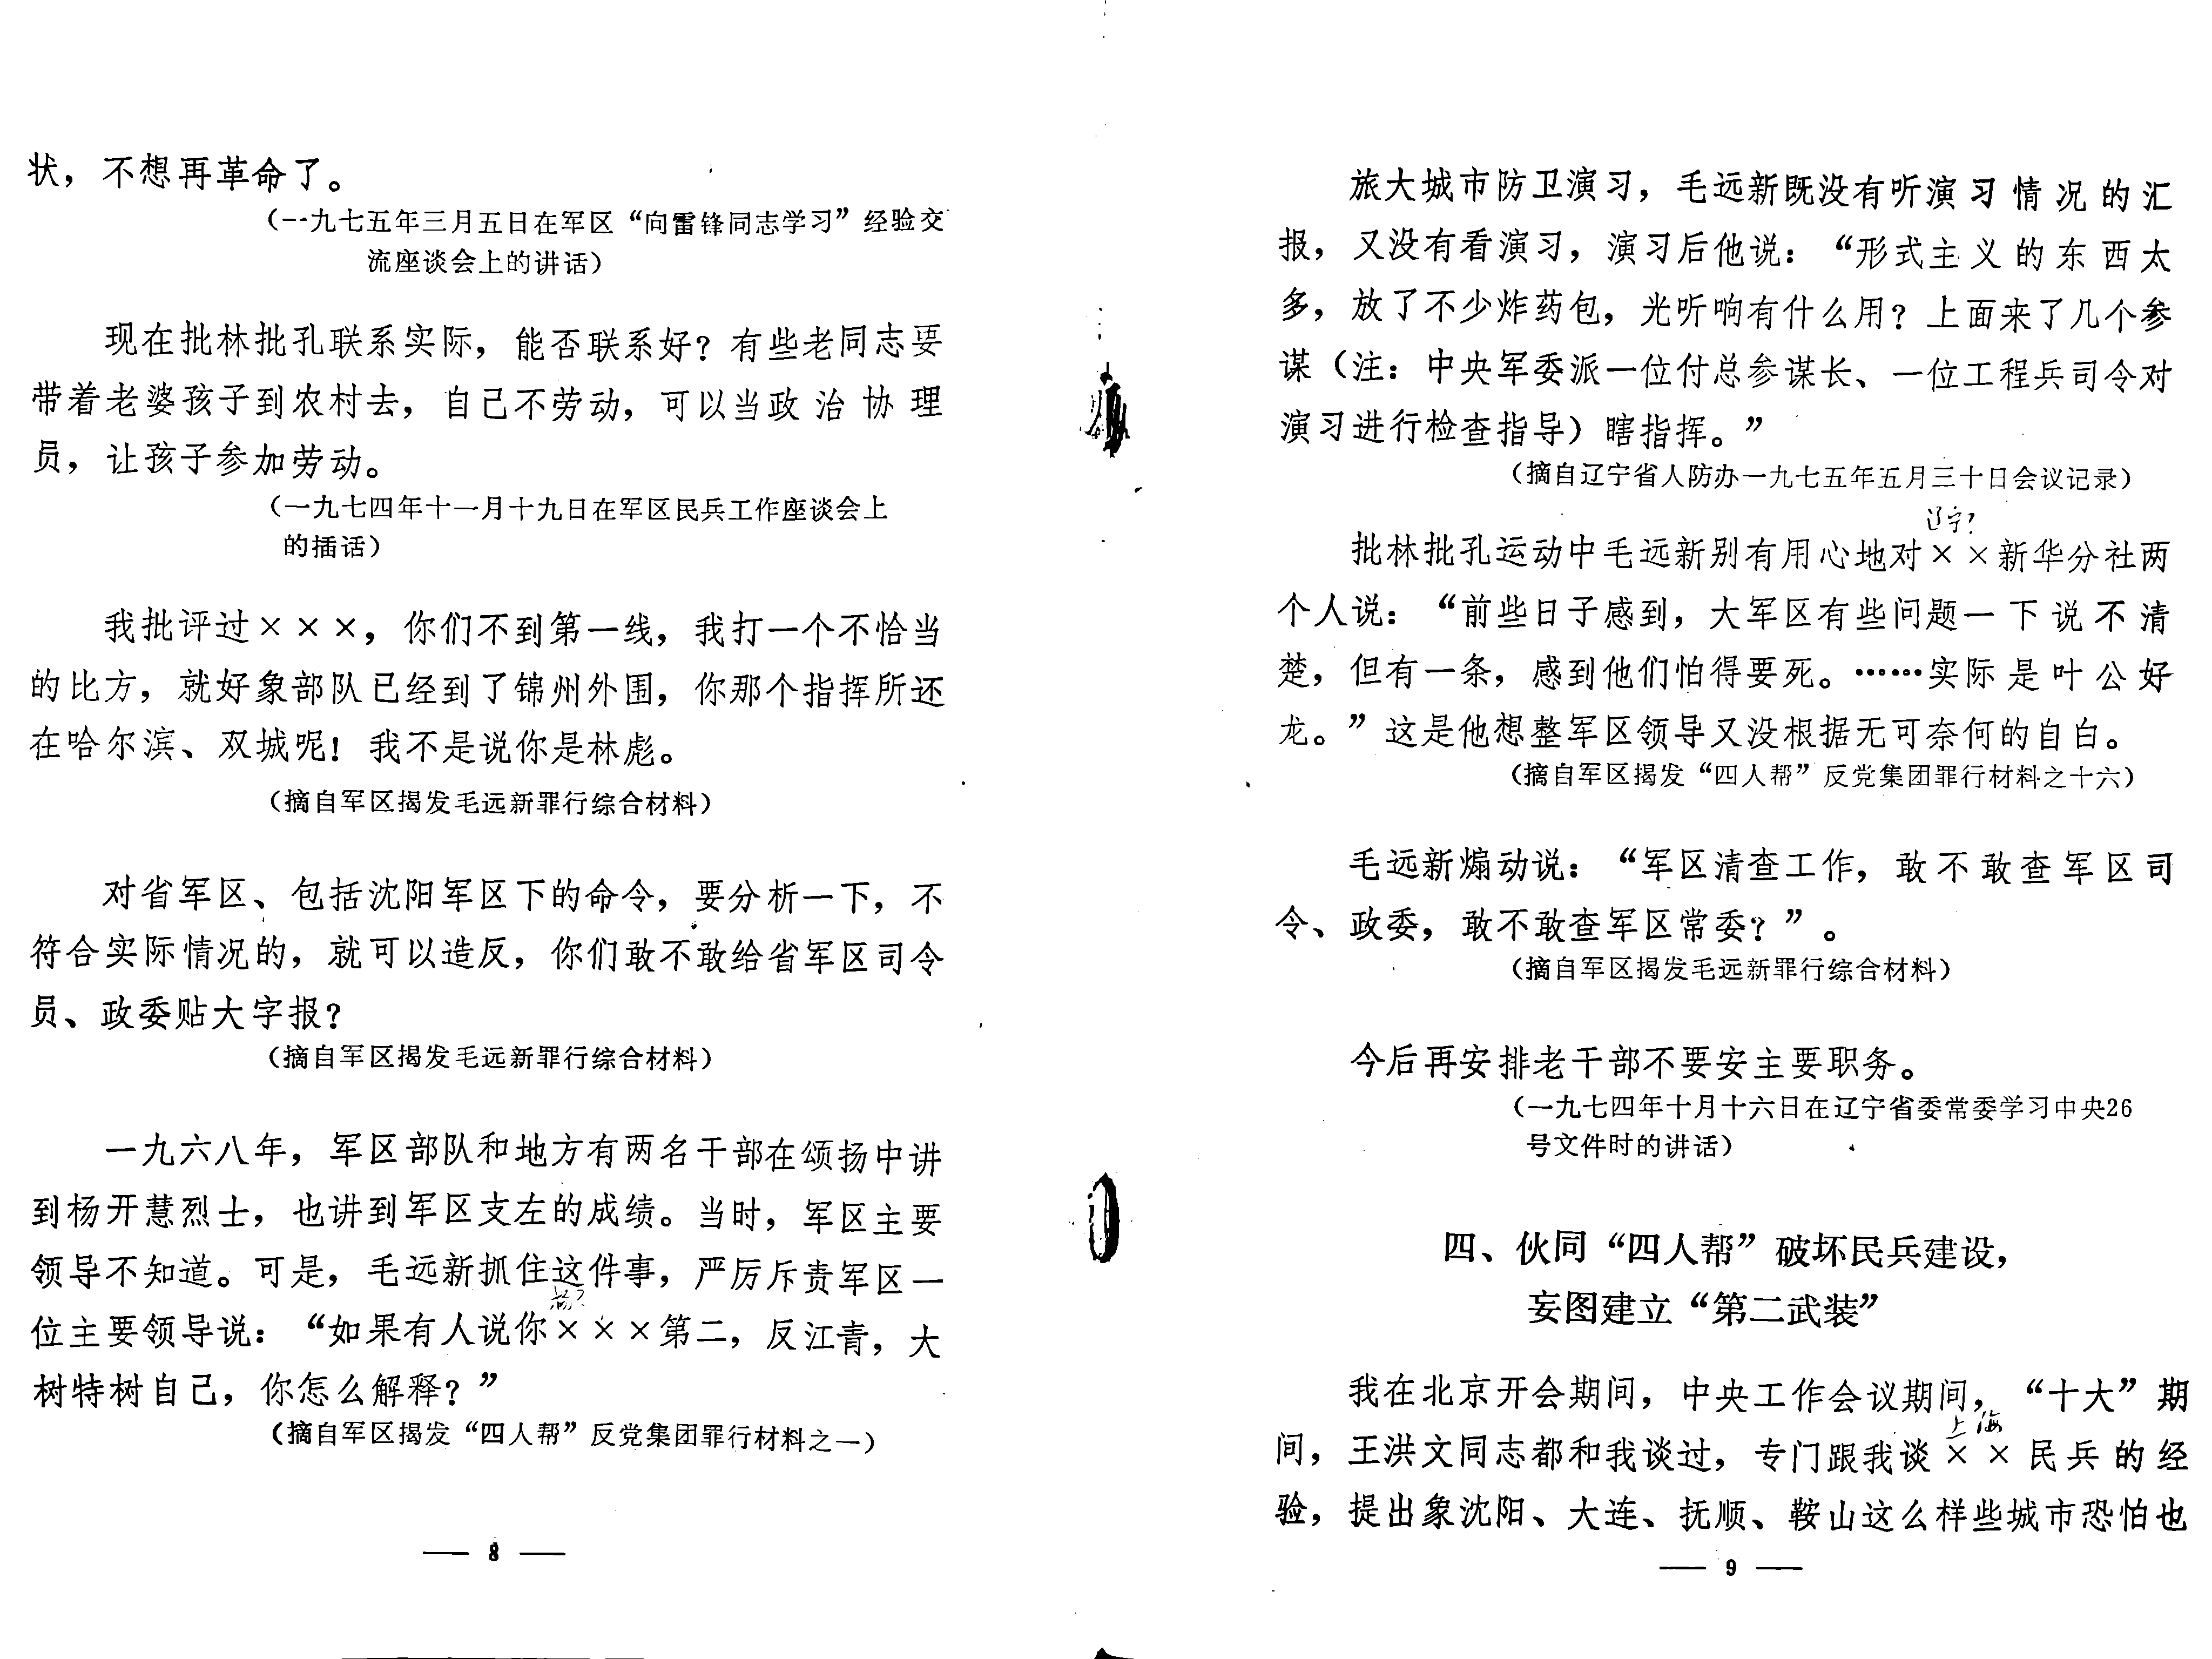 状，不想再革命了。
（一九七五年三月五日在军区“向雷锋同志学习”经验交
流座谈会上的讲话）
现在批林批孔联系实际，能否联系好？有些老同志要
带着老婆孩子到农村去，自己不劳动，可以当政治协理
员，让孩子参加劳动。
（一九七四年十一月十九日在军区民兵工作座谈会上
的插话）
我批评过×××，你们不到第一线，我打一个不恰当
的比方，就好象部队已经到了锦州外围，你那个指挥所还
在哈尔滨、双城呢！我不是说你是林彪。
（摘自军区揭发毛远新罪行综合材料）
对省军区、包括沈阳军区下的命令，要分析一下，不
符合实际情况的，就可以造反，你们敢不敢给省军区司令
员、政委贴大字报？
（摘自军区揭发毛远新罪行综合材料）
一九六八年，军区部队和地方有两名干部在颂扬中讲
到杨开慧烈士，也讲到军区支左的成绩。当时，军区主要
领导不知道。可是，毛远新抓住这件事，严厉斥责军区一
位主要领导说：“如果有人说你×××第二，反江青，大
树特树自己，你怎么解释？”
（摘自军区揭发“四人帮”反党集团罪行材料之一）
— 8 —
旅大城市防卫演习，毛远新既没有听演习情况的汇
报，又没有看演习，演习后他说：“形式主义的东西太
多，放了不少炸药包，光听响有什么用？上面来了几个参
谋（注：中央军委派一位付总参谋长、一位工程兵司令对
演习进行检查指导）瞎指挥。”
（摘自辽宁省人防办一九七五年五月三十日会议记录）
辽宁？
批林批孔运动中毛远新别有用心地对××新华分社两
个人说：“前些日子感到，大军区有些问题一下说不清
楚，但有一条，感到他们怕得要死。……实际是叶公好
龙。”这是他想整军区领导又没根据无可奈何的自白。
（摘自军区揭发“四人帮”反党集团罪行材料之十六）
毛远新煽动说：“军区清查工作，敢不敢查军区司
令、政委，敢不敢查军区常委？”。
（摘自军区揭发毛远新罪行综合材料）
今后再安排老干部不要安主要职务。
（一九七四年十月十六日在辽宁省委常委学习中央26
号文件时的讲话）
四、伙同“四人帮”破坏民兵建设，
妄图建立“第二武装”
我在北京开会期间，中央工作会议期间，“十大”期
上海
间，王洪文同志都和我谈过，专门跟我谈××民兵的经
验，提出象沈阳、大连、抚顺、鞍山这么样些城市恐怕也
— 9 —